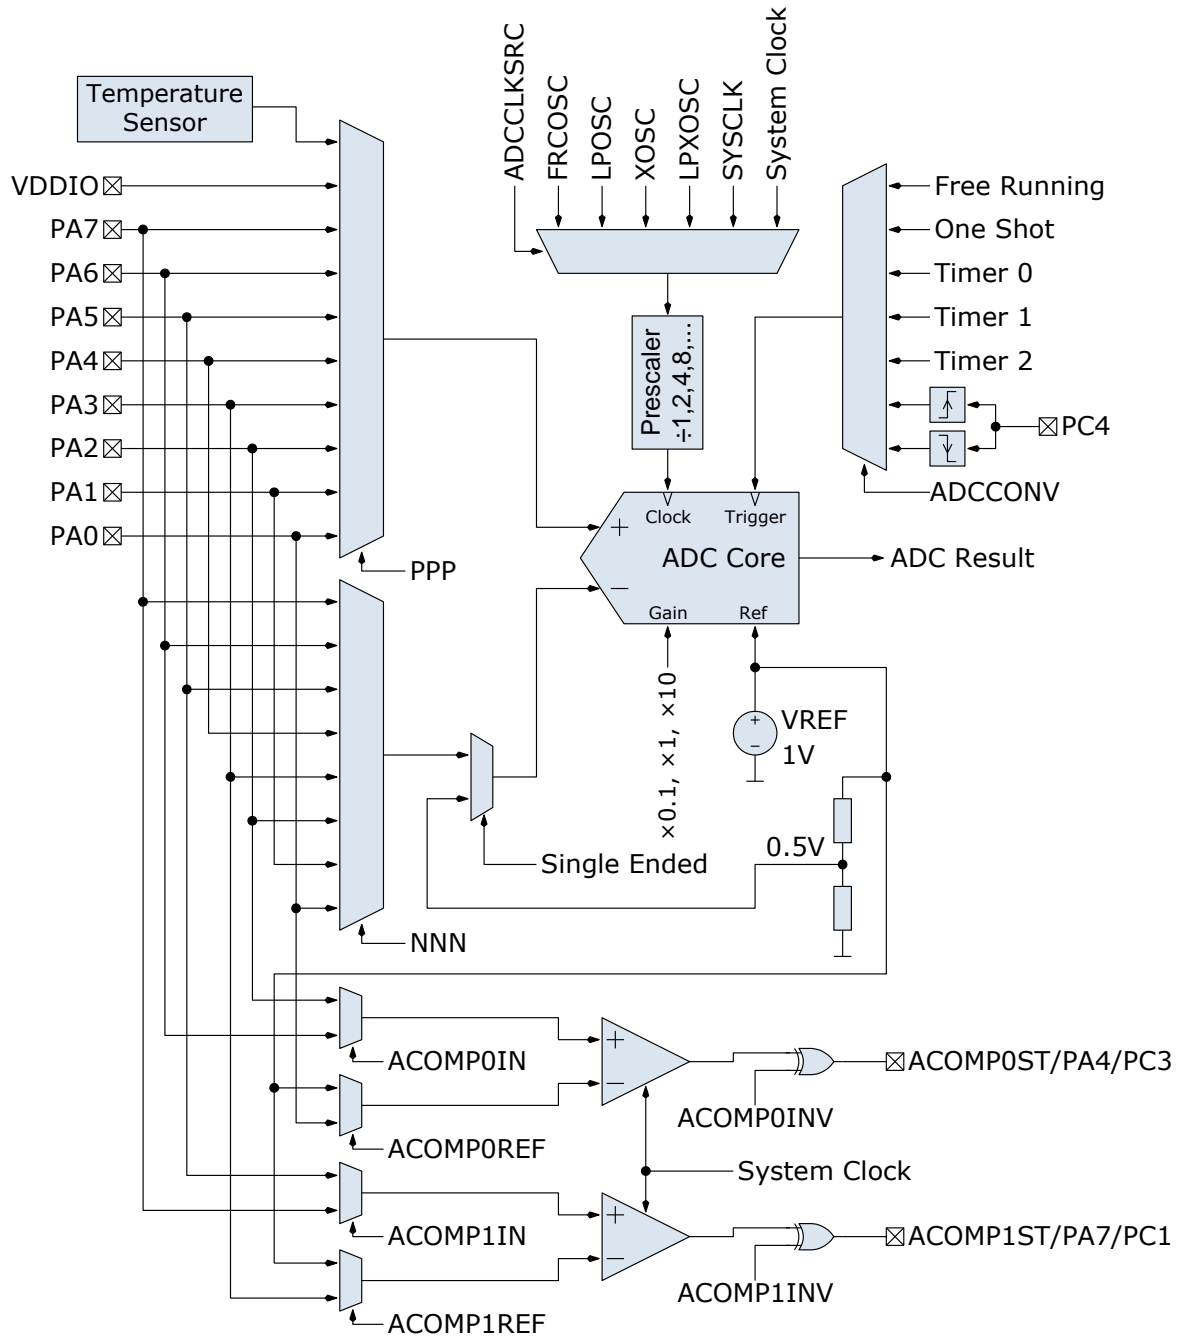 ADCCLKSRC
FRCOSC
LPOSC
XOSC
LPXOSC
SYSCLK
System Clock
Temperature
Sensor
VDDIO
PA7
PA6
PA5
PA4
PA3
PA2
PA1
PA0
Free Running
One Shot
Timer 0
Timer 1
Timer 2
PC4
ADCCONV
Prescaler
÷1,2,4,8,...
Clock
Trigger
+
ADC Core
−
Gain
Ref
ADC Result
PPP
×0.1, ×1, ×10
+
−
VREF
1V
0.5V
Single Ended
NNN
ACOMP0IN
+
−
ACOMP0ST/PA4/PC3
ACOMP0INV
ACOMP0REF
System Clock
ACOMP1IN
+
−
ACOMP1ST/PA7/PC1
ACOMP1INV
ACOMP1REF